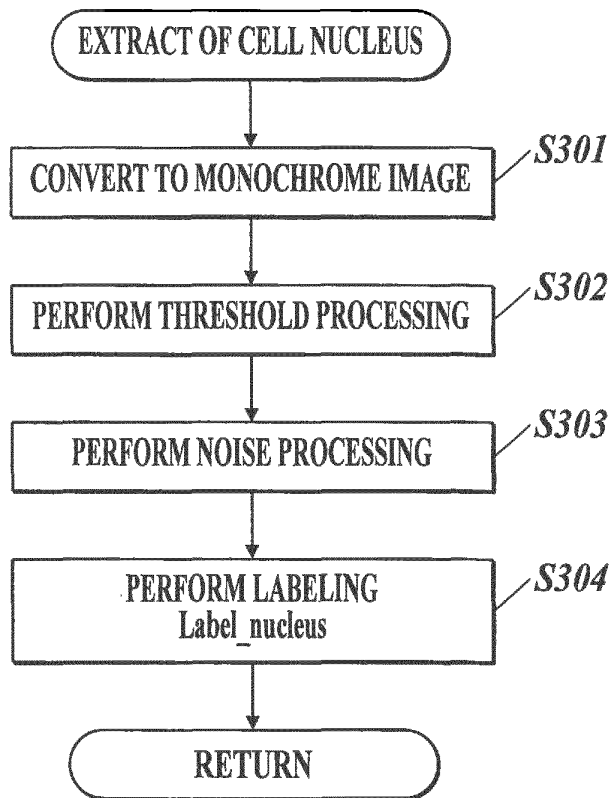 EXTRACT OF CELL NUCLEUS
S301
CONVERT TO MONOCHROME IMAGE
S302
PERFORM THRESHOLD PROCESSING
S303
PERFORM NOISE PROCESSING
S304
PERFORM LABELING
Label_nucleus
RETURN